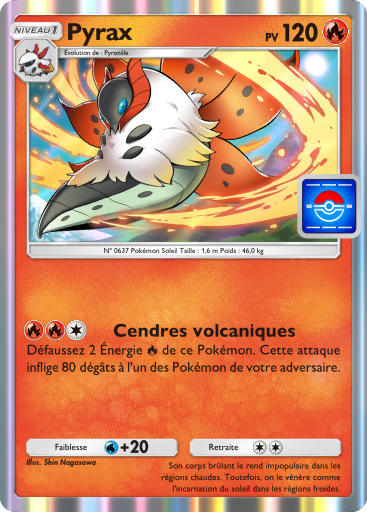 NIVEAU 1
Pyrax
PV 120
Évolution de : Pyronille
N° 0637 Pokémon Soleil Taille : 1,6 m Poids : 46,0 kg
Cendres volcaniques
Défaussez 2 Énergie de ce Pokémon. Cette attaque
inflige 80 dégâts à l'un des Pokémon de votre adversaire.
Faiblesse +20
Retraite
Illus. Shin Nagasawa
Son corps brûlant le rend impopulaire dans les
régions chaudes. Toutefois, on le vénère comme
l'incarnation du soleil dans les régions froides.